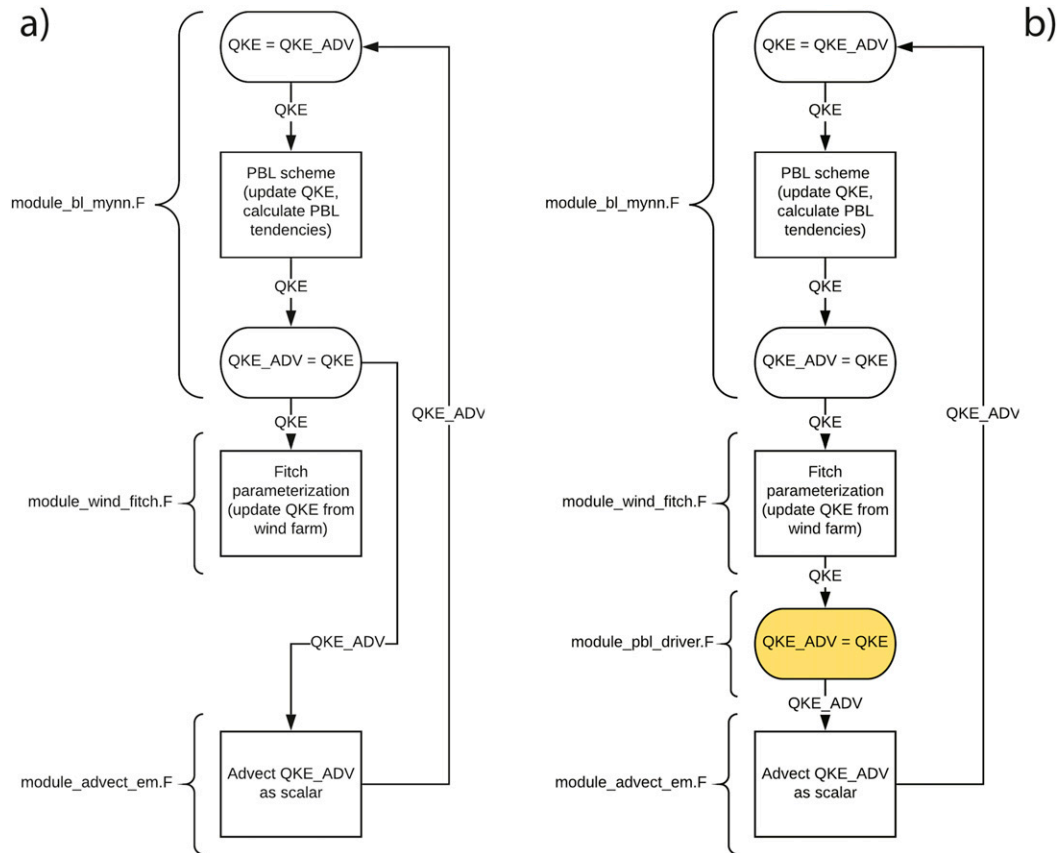 a)
QKE = QKE_ADV
QKE
PBL scheme
(update QKE,
calculate PBL
tendencies)
module_bl_mynn.F
QKE
QKE_ADV = QKE
QKE_ADV
QKE
Fitch
parameterization
(update QKE from
wind farm)
module_wind_fitch.F
QKE_ADV
Advect QKE_ADV
as scalar
module_advect_em.F
b)
QKE = QKE_ADV
QKE
PBL scheme
(update QKE,
calculate PBL
tendencies)
module_bl_mynn.F
QKE
QKE_ADV = QKE
QKE_ADV
QKE
Fitch
parameterization
(update QKE from
wind farm)
module_wind_fitch.F
QKE
module_pbl_driver.F
QKE_ADV = QKE
QKE_ADV
Advect QKE_ADV
as scalar
module_advect_em.F